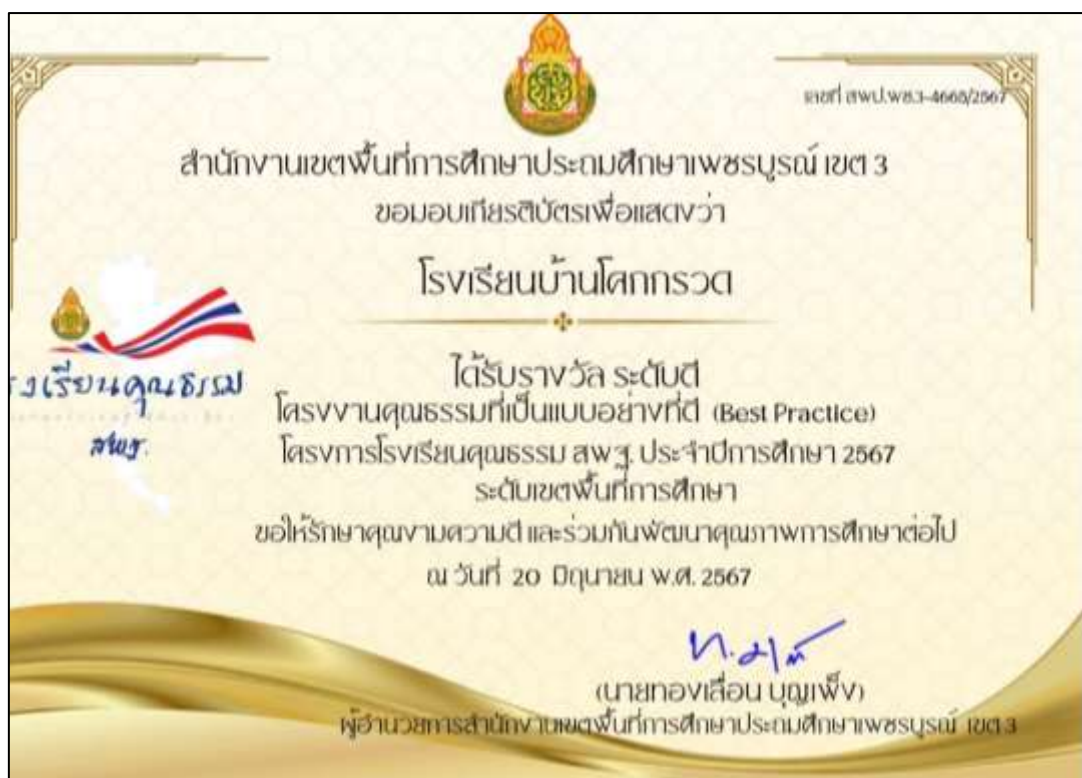 เลขที่ สพป.พช.3-4668/2567
สำนักงานเขตพื้นที่การศึกษาประถมศึกษาเพชรบูรณ์ เขต 3
ขอมอบเกียรติบัตรเพื่อแสดงว่า
โรงเรียนบ้านโคกกรวด
โรงเรียนคุณธรรม
สพฐ.
ได้รับรางวัล ระดับดี
โครงงานคุณธรรมที่เป็นแบบอย่างที่ดี (Best Practice)
โครงการโรงเรียนคุณธรรม สพฐ. ประจำปีการศึกษา 2567
ระดับเขตพื้นที่การศึกษา
ขอให้รักษาคุณงามความดี และร่วมกันพัฒนาคุณภาพการศึกษาต่อไป
ณ วันที่ 20 มิถุนายน พ.ศ. 2567
(นายทองเลื่อน บุญเพ็ง)
ผู้อำนวยการสำนักงานเขตพื้นที่การศึกษาประถมศึกษาเพชรบูรณ์ เขต 3